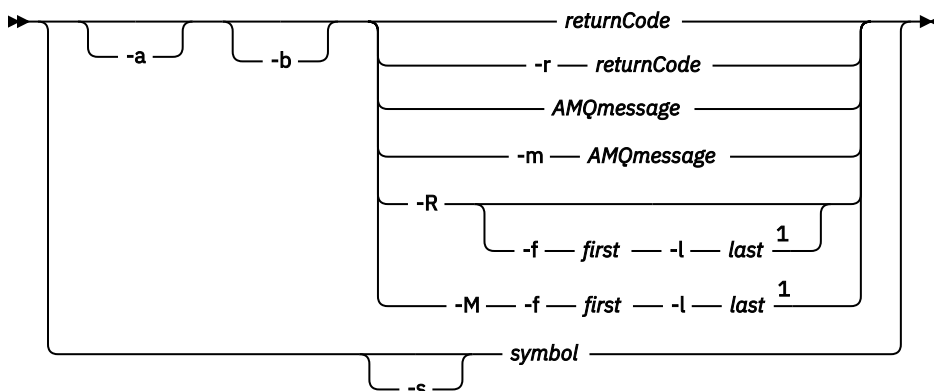 returnCode
-a -b
-r returnCode
AMQmessage
-m AMQmessage
-R
-f first -l last 1
-M -f first -l last 1
symbol
-s